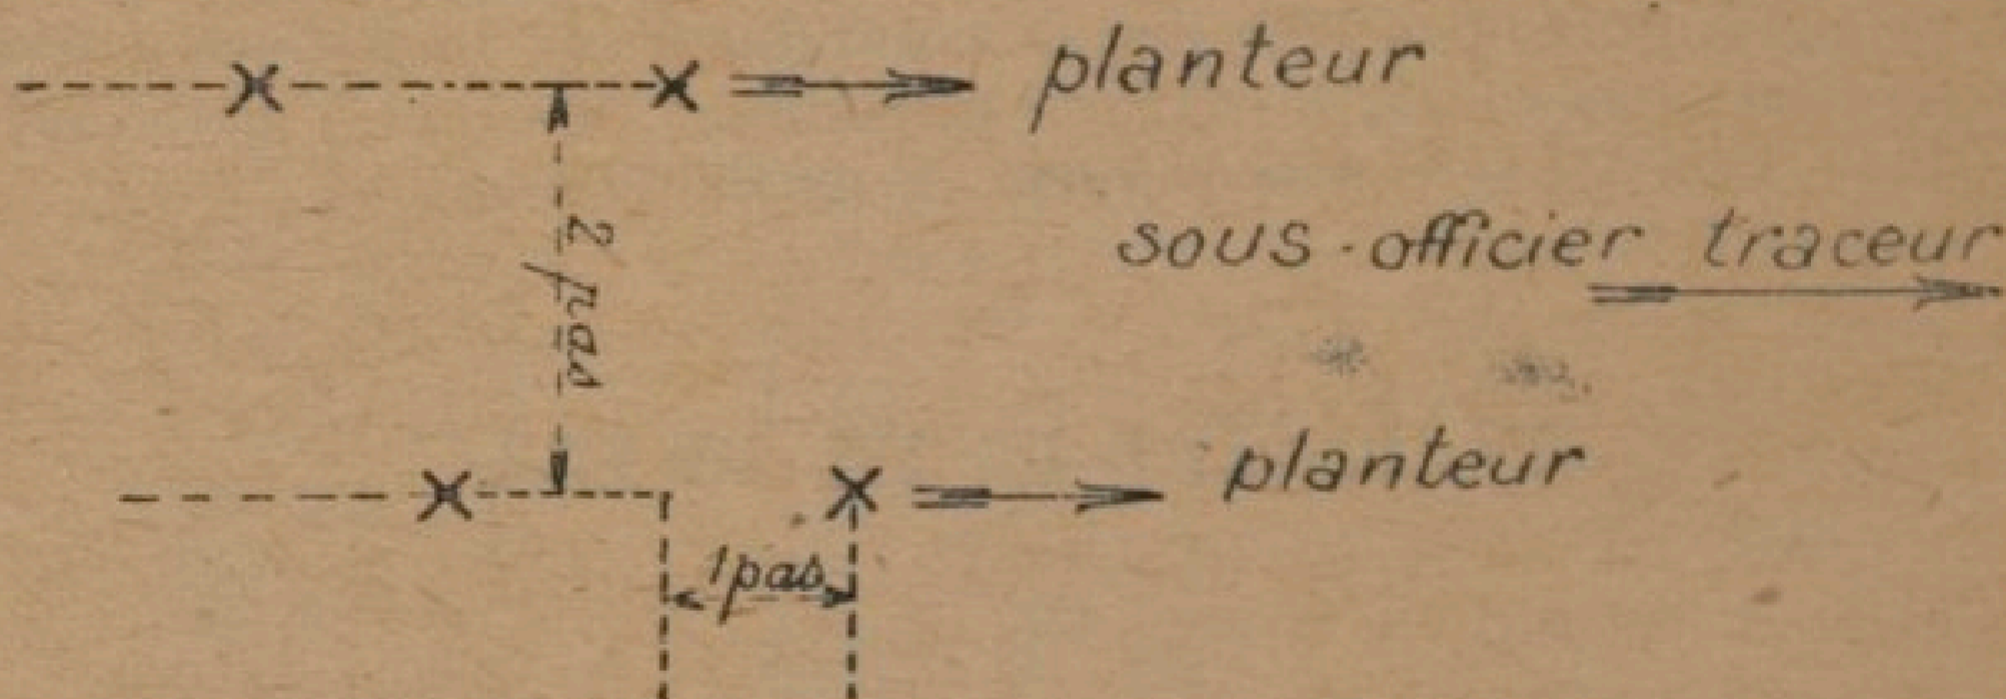 planteur
2 pas
sous-officier traceur
planteur
1 pas